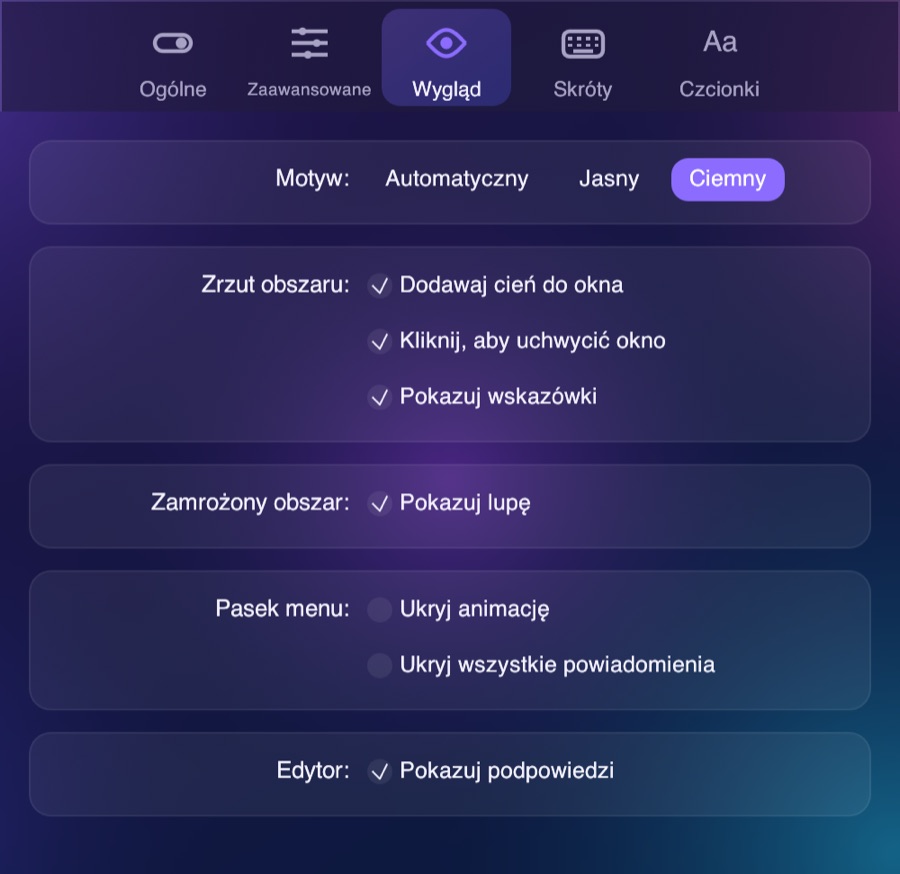 Aa
Ogólne Zaawansowane Wygląd Skróty Czcionki
Motyw: Automatyczny Jasny Ciemny
Zrzut obszaru: Dodawaj cień do okna
Kliknij, aby uchwycić okno
Pokazuj wskazówki
Zamrożony obszar: Pokazuj lupę
Pasek menu: Ukryj animację
Ukryj wszystkie powiadomienia
Edytor: Pokazuj podpowiedzi